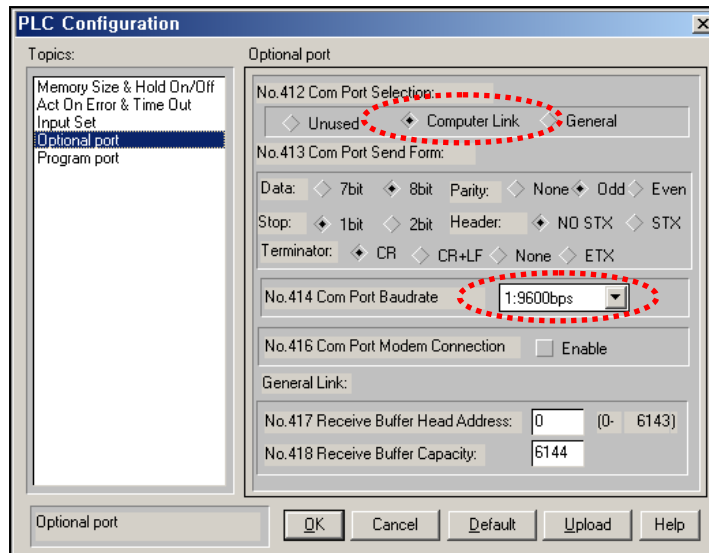 PLC Configuration
Topics:
Memory Size & Hold On/Off
Act On Error & Time Out
Input Set
Optional port
Program port
Optional port
No.412 Com Port Selection:
Unused Computer Link General
No.413 Com Port Send Form:
Data: 7bit 8bit Parity: None Odd Even
Stop: 1bit 2bit Header: NO STX STX
Terminator: CR CR+LF None ETX
No.414 Com Port Baudrate 1:9600bps
No.416 Com Port Modem Connection Enable
General Link:
No.417 Receive Buffer Head Address: 0 (0- 6143)
No.418 Receive Buffer Capacity: 6144
Optional port
OK Cancel Default Upload Help